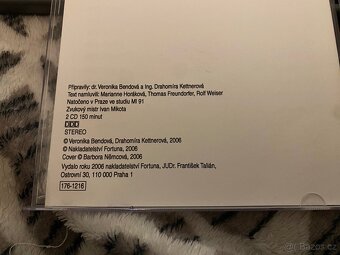 Připravily: dr. Veronika Bendová a Ing. Drahomíra Kettnerová
Text namluvili: Marianne Horáková, Thomas Freundorfer, Rolf Weiser
Natočeno v Praze ve studiu MI 91
Zvukový mistr Ivan Mikota
2 CD 150 minut
DDD
STEREO
© Veronika Bendová, Drahomíra Kettnerová, 2006
© Nakladatelství Fortuna, 2006
Cover © Barbora Němcová, 2006
Vydalo roku 2006 nakladatelství Fortuna, JUDr. František Talián,
Ostrovní 30, 110 000 Praha 1
176-1216
Bazos.cz